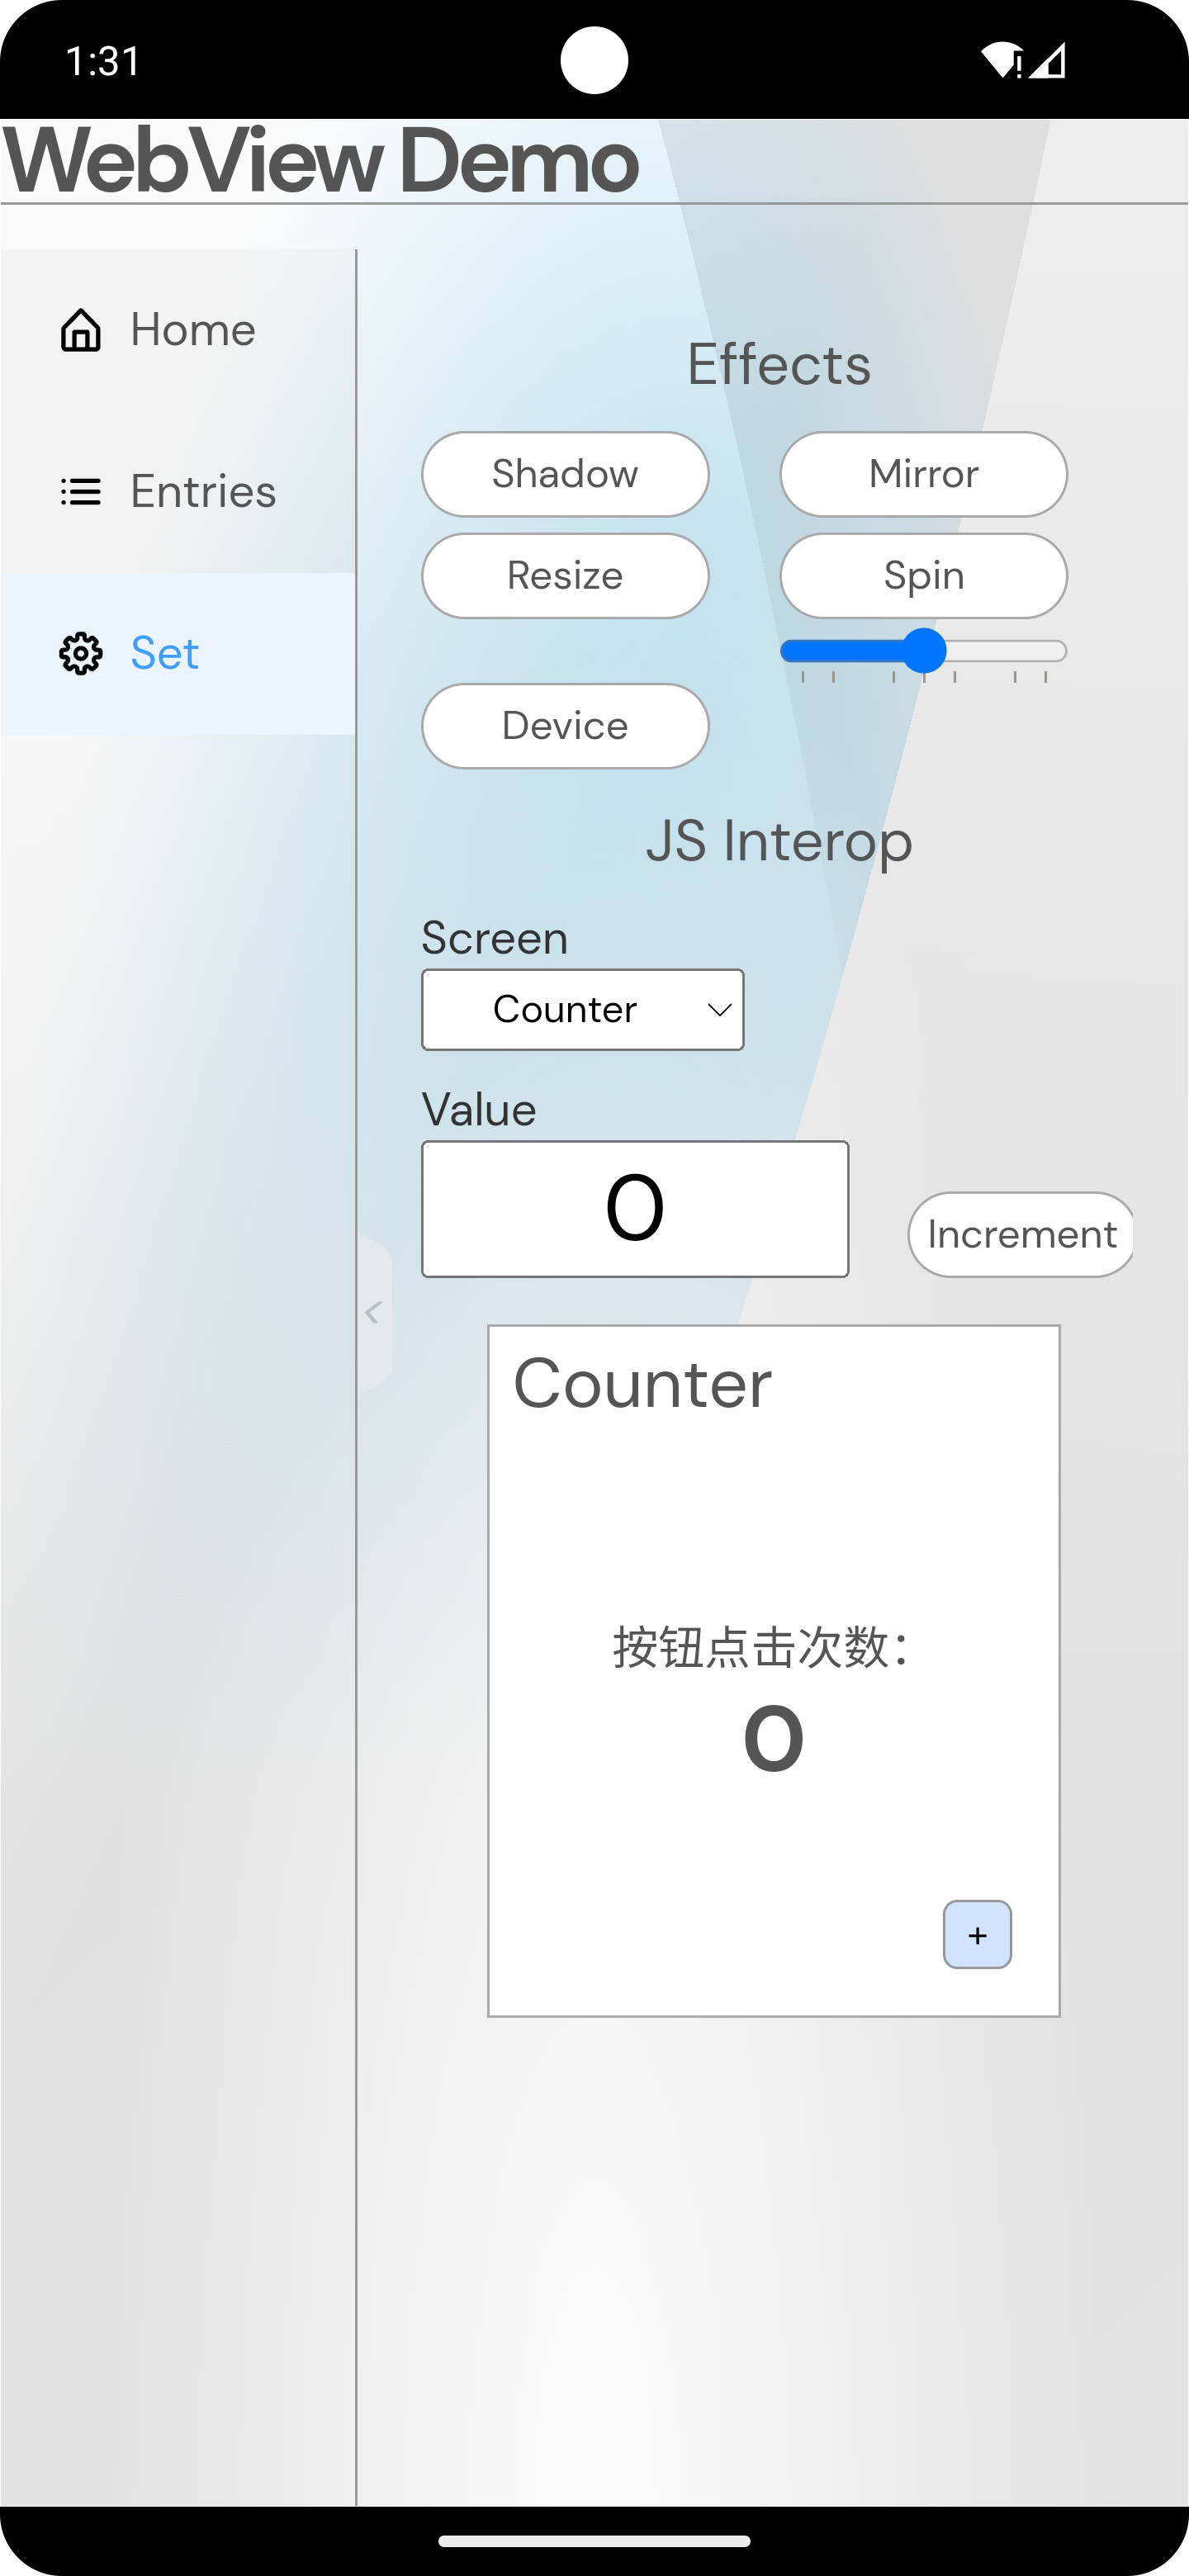 1:31
WebView Demo
Home
Entries
Set
Effects
Shadow
Mirror
Resize
Spin
Device
JS Interop
Screen
Counter
Value
0
Increment
Counter
按钮点击次数：
0
+